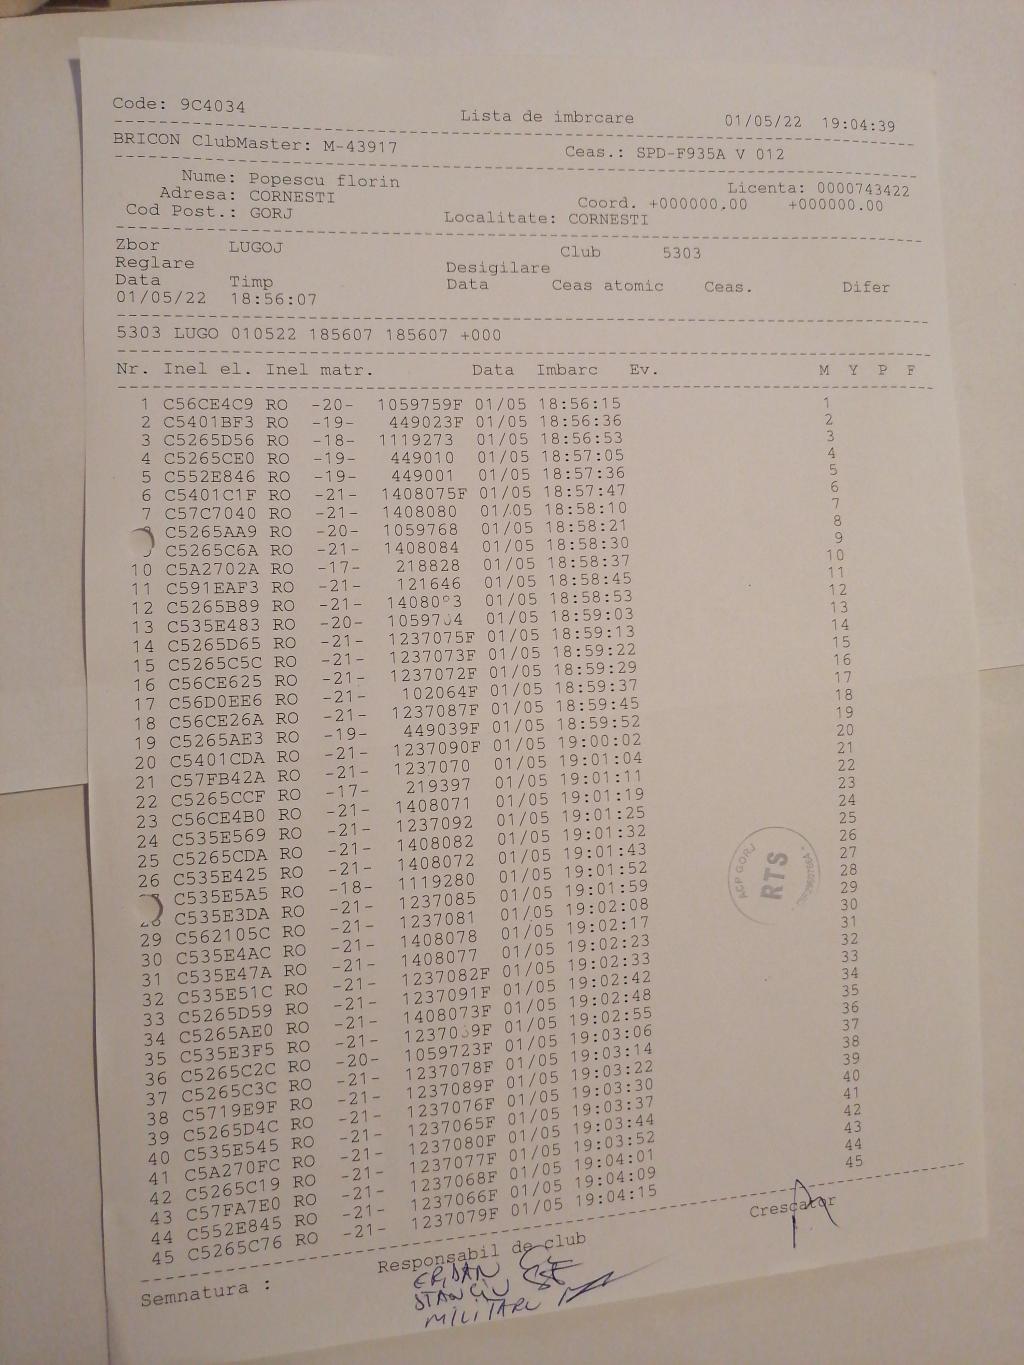 Code: 9C4034 Lista de imbrcare 01/05/22 19:04:39
BRICON ClubMaster: M-43917 Ceas.: SPD-F935A V 012
Nume: Popescu florin Licenta: 0000743422
Adresa: CORNESTI Coord. +000000.00 +000000.00
Cod Post.: GORJ Localitate: CORNESTI
Zbor LUGOJ Club 5303
Reglare Desigilare
Data Timp Data Ceas atomic Ceas. Difer
01/05/22 18:56:07
5303 LUGO 010522 185607 185607 +000
Nr. Inel el. Inel matr. Data Imbarc Ev. M Y P F
1 C56CE4C9 RO -20- 1059759F 01/05 18:56:15 1
2 C5401BF3 RO -19- 449023F 01/05 18:56:36 2
3 C5265D56 RO -18- 1119273 01/05 18:56:53 3
4 C5265CE0 RO -19- 449010 01/05 18:57:05 4
5 C552E846 RO -19- 449001 01/05 18:57:36 5
6 C5401C1F RO -21- 1408075F 01/05 18:57:47 6
7 C57C7040 RO -21- 1408080 01/05 18:58:10 7
C5265AA9 RO -20- 1059768 01/05 18:58:21 8
C5265C6A RO -21- 1408084 01/05 18:58:30 9
10 C5A2702A RO -17- 218828 01/05 18:58:37 10
11 C591EAF3 RO -21- 121646 01/05 18:58:45 11
12 C5265B89 RO -21- 01/05 18:58:53 12
13 C535E483 RO -20- 01/05 18:59:03 13
14 C5265D65 RO -21- 1237075F 01/05 18:59:13 14
15 C5265C5C RO -21- 1237073F 01/05 18:59:22 15
16 C56CE625 RO -21- 1237072F 01/05 18:59:29 16
17 C56D0EE6 RO -21- 102064F 01/05 18:59:37 17
18 C56CE26A RO -21- 1237087F 01/05 18:59:45 18
19 C5265AE3 RO -19- 449039F 01/05 18:59:52 19
20 C5401CDA RO -21- 1237090F 01/05 19:00:02 20
21 C57FB42A RO -21- 1237070 01/05 19:01:04 21
22 C5265CCF RO -17- 219397 01/05 19:01:11 22
23 C56CE4B0 RO -21- 1408071 01/05 19:01:19 23
24 C535E569 RO -21- 1237092 01/05 19:01:25 24
25 C5265CDA RO -21- 1408082 01/05 19:01:32 25
26 C535E425 RO -21- 1408072 01/05 19:01:43 26
C535E5A5 RO -18- 1119280 01/05 19:01:52 27
28 C535E3DA RO -21- 1237085 01/05 19:01:59 28
29 C562105C RO -21- 1237081 01/05 19:02:08 29
30 C535E4AC RO -21- 1408078 01/05 19:02:17 30
31 C535E47A RO -21- 1408077 01/05 19:02:23 31
32 C535E51C RO -21- 1237082F 01/05 19:02:33 32
33 C5265D59 RO -21- 1237091F 01/05 19:02:42 33
34 C5265AE0 RO -21- 1408073F 01/05 19:02:48 34
35 C535E3F5 RO -21- 01/05 19:02:55 35
36 C5265C2C RO -20- 1059723F 01/05 19:03:06 36
37 C5265C3C RO -21- 1237078F 01/05 19:03:14 37
38 C5719E9F RO -21- 1237089F 01/05 19:03:22 38
39 C5265D4C RO -21- 1237076F 01/05 19:03:30 39
40 C535E545 RO -21- 1237065F 01/05 19:03:37 40
41 C5A270FC RO -21- 1237080F 01/05 19:03:44 41
42 C5265C19 RO -21- 1237077F 01/05 19:03:52 42
43 C57FA7E0 RO -21- 1237068F 01/05 19:04:01 43
44 C552E845 RO -21- 1237066F 01/05 19:04:09 44
45 C5265C76 RO -21- 1237079F 01/05 19:04:15 45
ACP GORJ
RTS
Semnatura : Responsabil de club Crescator
ERIDAN
STANCIU
MILITARU